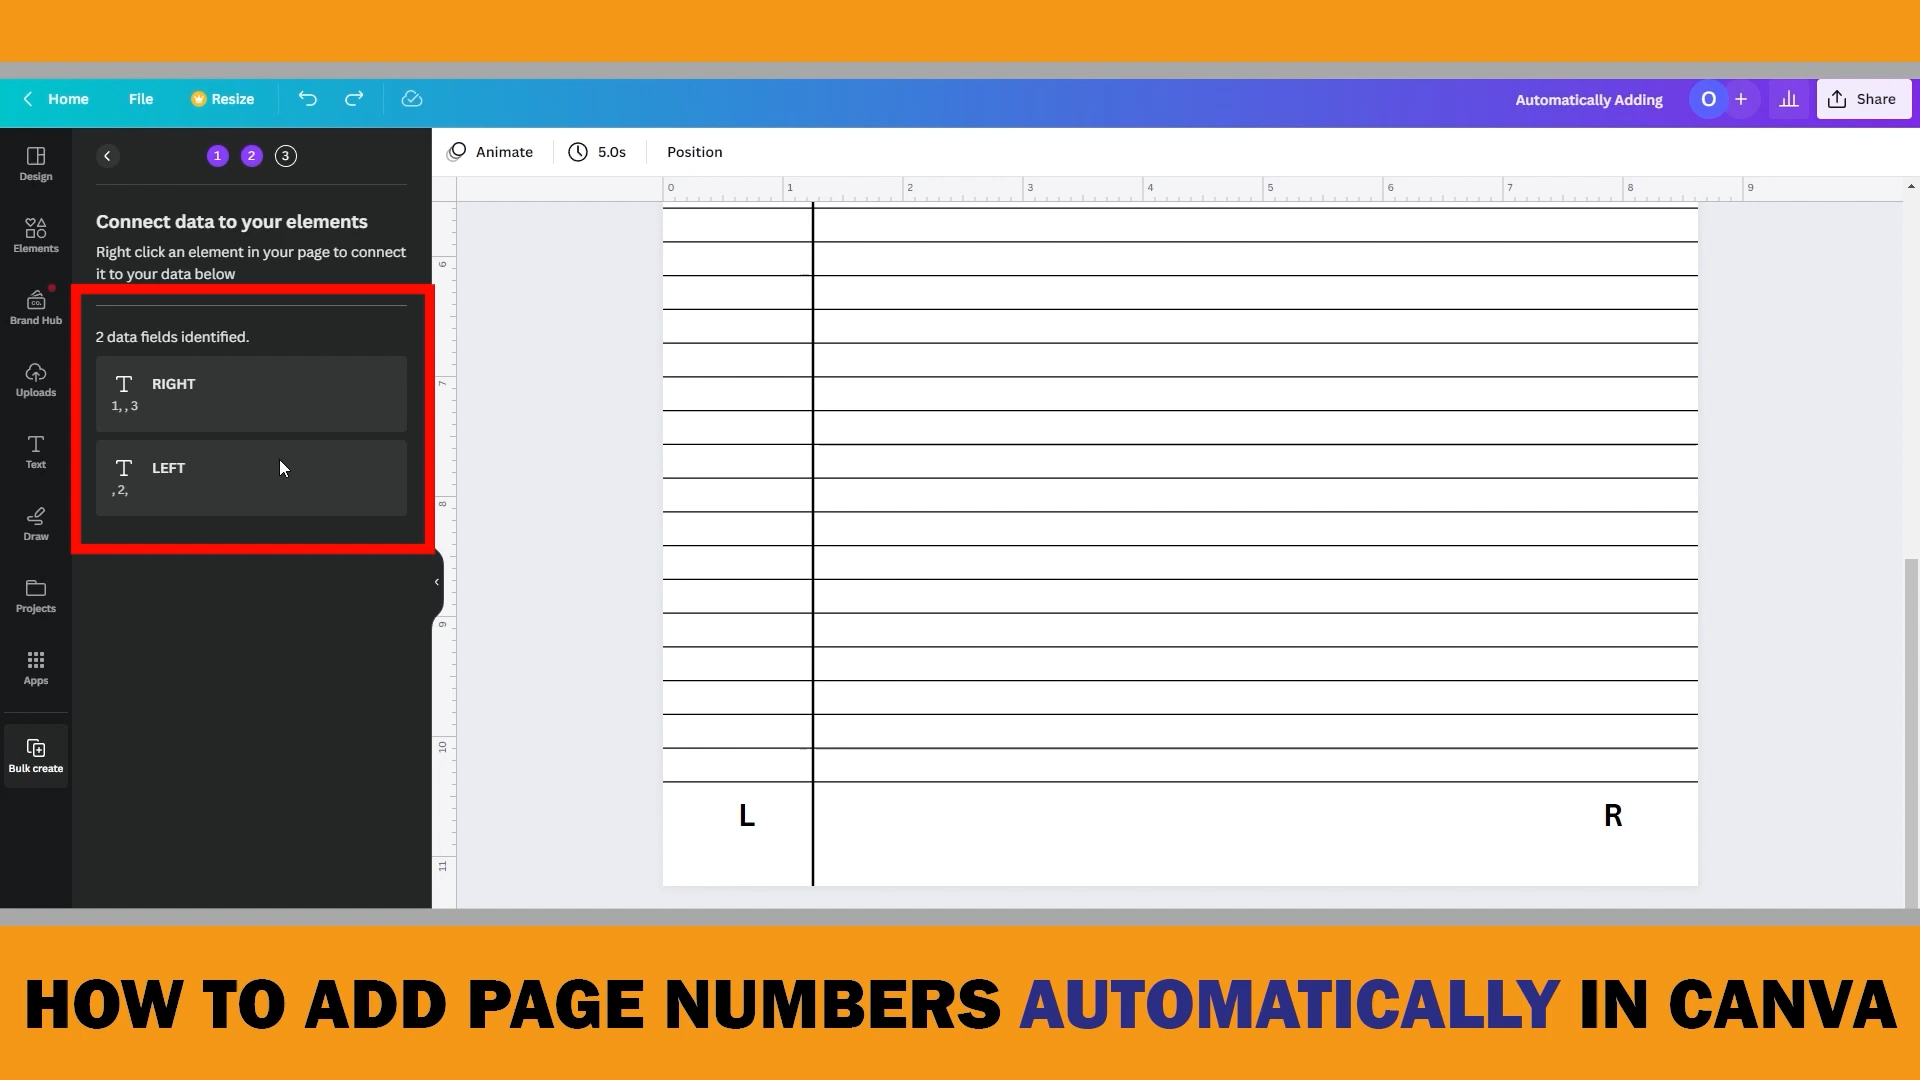 Home
File
Resize
Automatically Adding
O
+
Share
Design
Elements
CO.
Brand Hub
Uploads
Text
Draw
Projects
Apps
Bulk create
1 2 3
Connect data to your elements
Right click an element in your page to connect
it to your data below
2 data fields identified.
T RIGHT
1, , 3
T LEFT
, 2,
Animate
5.0s
Position
0 1 2 3 4 5 6 7 8 9
6
7
8
9
10
11
L
R
HOW TO ADD PAGE NUMBERS AUTOMATICALLY IN CANVA